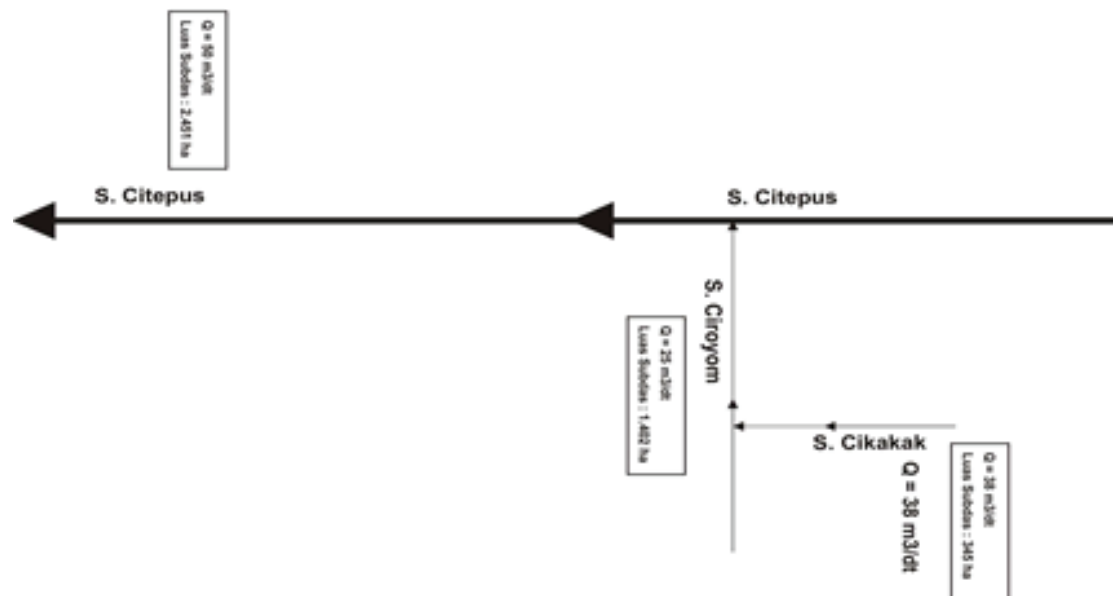 Q = 50 m3/dt
Luas Subdas : 2.451 ha
S. Citepus
S. Citepus
S. Ciroyom
Q = 25 m3/dt
Luas Subdas : 1.402 ha
S. Cikakak
Q = 38 m3/dt
Q = 38 m3/dt
Luas Subdas : 345 ha